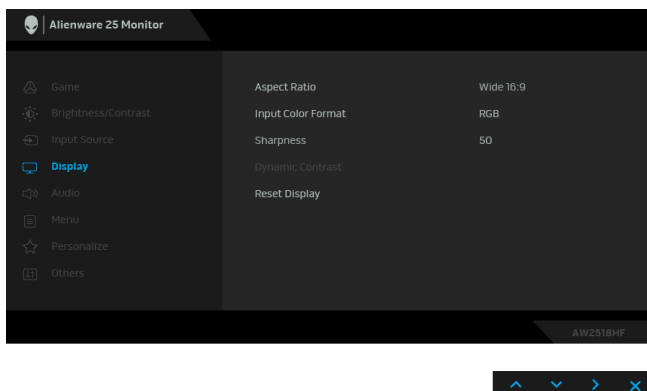 Alienware 25 Monitor
Game
Brightness/Contrast
Input Source
Display
Audio
Menu
Personalize
Others
Aspect Ratio Wide 16:9
Input Color Format RGB
Sharpness 50
Dynamic Contrast
Reset Display
AW2518HF